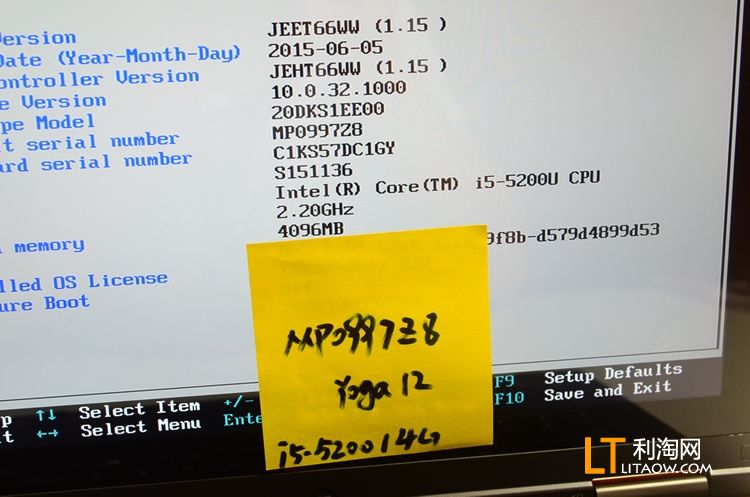 ersion JEET66WW (1.15 )
Date (Year-Month-Day) 2015-06-05
ontroller Version JEHT66WW (1.15 )
e Version 10.0.32.1000
pe Model 20DKS1EE00
t serial number MP0997Z8
ard serial number C1KS57DC1GY
S151136
Intel(R) Core(TM) i5-5200U CPU
2.20GHz
memory 4096MB
9f8b-d579d4899d53
lled OS License
ure Boot
MP0997Z8
Yoga 12
i5-5200/4G
p ↑↓ Select Item +/- F9 Setup Defaults
t ←→ Select Menu Ente F10 Save and Exit
LT 利淘网
LITAOW.COM